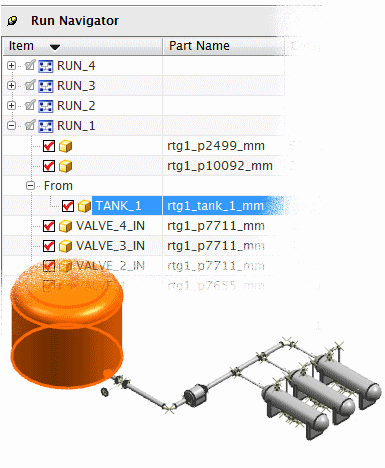 Run Navigator
Item Part Name
RUN_4
RUN_3
RUN_2
RUN_1
rtg1_p2499_mm
rtg1_p10092_mm
From
TANK_1 rtg1_tank_1_mm
VALVE_4_IN rtg1_p7711_mm
VALVE_3_IN rtg1_p7711_mm
VALVE_2_IN rtg1_p7711_mm
rtg1_p7655_mm